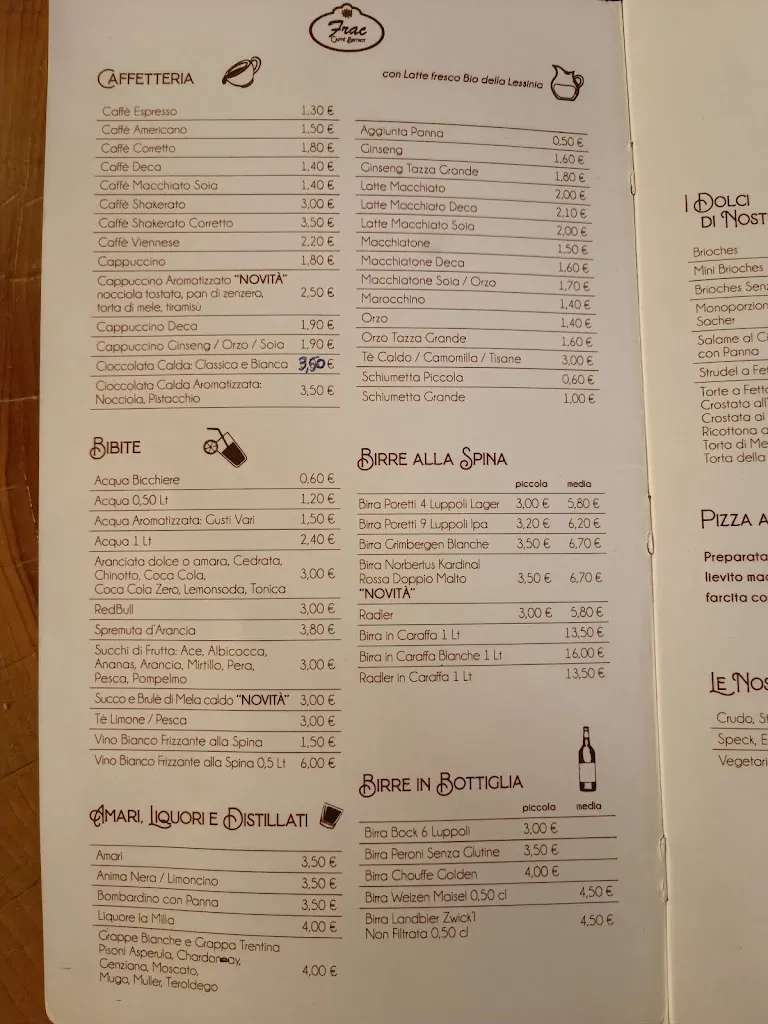 Frac
CAFFETTERIA
Caffè Espresso 1,30 €
Caffè Americano 1,50 €
Caffè Corretto 1,80 €
Caffè Deca 1,40 €
Caffè Macchiato Soia 1,40 €
Caffè Shakerato 3,00 €
Caffè Shakerato Corretto 3,50 €
Caffè Viennese 2,20 €
Cappuccino 1,80 €
Cappuccino Aromatizzato "NOVITÀ"
nocciola tostata, pan di zenzero, 2,50 €
torta di mele, tiramisù
Cappuccino Deca 1,90 €
Cappuccino Ginseng / Orzo / Soia 1,90 €
Cioccolata Calda: Classica e Bianca 3,50 €
Cioccolata Calda Aromatizzata: 3,50 €
Nocciola, Pistacchio
con Latte fresco Bio della Lessinia
Aggiunta Panna 0,50 €
Ginseng 1,60 €
Ginseng Tazza Grande 1,80 €
Latte Macchiato 2,00 €
Latte Macchiato Deca 2,10 €
Latte Macchiato Soia 2,00 €
Macchiatone 1,50 €
Macchiatone Deca 1,60 €
Macchiatone Soia / Orzo 1,70 €
Marocchino 1,40 €
Orzo 1,40 €
Orzo Tazza Grande 1,60 €
Tè Caldo / Camomilla / Tisane 3,00 €
Schiumetta Piccola 0,60 €
Schiumetta Grande 1,00 €
BIBITE
Acqua Bicchiere 0,60 €
Acqua 0,50 Lt 1,20 €
Acqua Aromatizzata: Gusti Vari 1,50 €
Acqua 1 Lt 2,40 €
Aranciata dolce o amara, Cedrata,
Chinotto, Coca Cola, 3,00 €
Coca Cola Zero, Lemonsoda, Tonica
RedBull 3,00 €
Spremuta d'Arancia 3,80 €
Succhi di Frutta: Ace, Albicocca,
Ananas, Arancia, Mirtillo, Pera, 3,00 €
Pesca, Pompelmo
Succo e Brulè di Mela caldo "NOVITÀ" 3,00 €
Tè Limone / Pesca 3,00 €
Vino Bianco Frizzante alla Spina 1,50 €
Vino Bianco Frizzante alla Spina 0,5 Lt 6,00 €
BIRRE ALLA SPINA
piccola media
Birra Poretti 4 Luppoli Lager 3,00 € 5,80 €
Birra Poretti 9 Luppoli Ipa 3,20 € 6,20 €
Birra Grimbergen Blanche 3,50 € 6,70 €
Birra Norbertus Kardinal
Rossa Doppio Malto 3,50 € 6,70 €
"NOVITÀ"
Radler 3,00 € 5,80 €
Birra in Caraffa 1 Lt 13,50 €
Birra in Caraffa Blanche 1 Lt 16,00 €
Radler in Caraffa 1 Lt 13,50 €
AMARI, LIQUORI E DISTILLATI
Amari 3,50 €
Anima Nera / Limoncino 3,50 €
Bombardino con Panna 3,50 €
Liquore la Milla 4,00 €
Grappe Bianche e Grappa Trentina
Pisoni Asperula, Chardonnay,
Genziana, Moscato, 4,00 €
Mugo, Muller, Teroldego
BIRRE IN BOTTIGLIA
piccola media
Birra Bock 6 Luppoli 3,00 €
Birra Peroni Senza Glutine 3,50 €
Birra Chouffe Golden 4,00 €
Birra Weizen Maisel 0,50 cl 4,50 €
Birra Landbier Zwick'l 4,50 €
Non Filtrata 0,50 cl
I DOLCI
DI NOST
Brioches
Mini Brioches
Brioches Senz
Monoporzion
Sacher
Salame al Ci
con Panna
Strudel a Fet
Torte a Fetta
Crostata all'
Crostata ai
Ricottona a
Torta di Me
Torta della
PIZZA A
Preparata
lievito mad
farcita co
LE NOS
Crudo, St
Speck, E
Vegetari